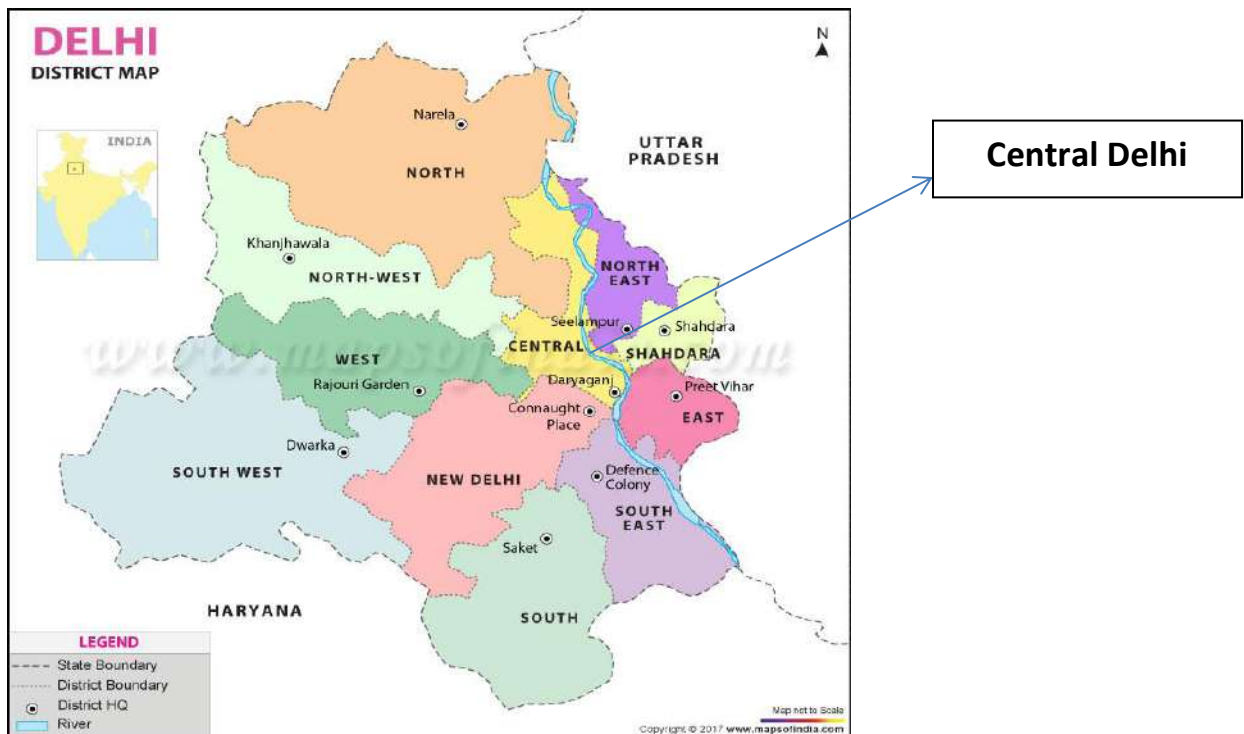 DELHI
DISTRICT MAP
N
INDIA
UTTAR
PRADESH
Central Delhi
Narela
NORTH
Khanjhawala
NORTH-WEST
NORTH
EAST
Seelampur
Shahdara
CENTRAL
SHAHDARA
www.mapsofindia.com
WEST
Rajouri Garden
Daryaganj
Preet Vihar
Connaught
Place
EAST
Dwarka
SOUTH WEST
NEW DELHI
Defence
Colony
SOUTH
EAST
Saket
HARYANA
SOUTH
LEGEND
State Boundary
District Boundary
District HQ
River
Map not to Scale
Copyright © 2017 www.mapsofindia.com